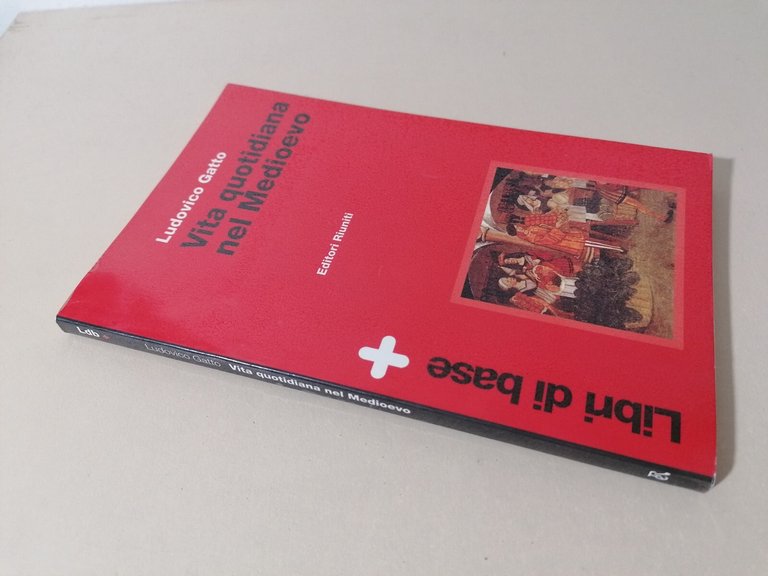 Ludovico Gatto
Vita quotidiana
nel Medioevo
Editori Riuniti
Libri di base
Ldb + Ludovico Gatto Vita quotidiana nel Medioevo